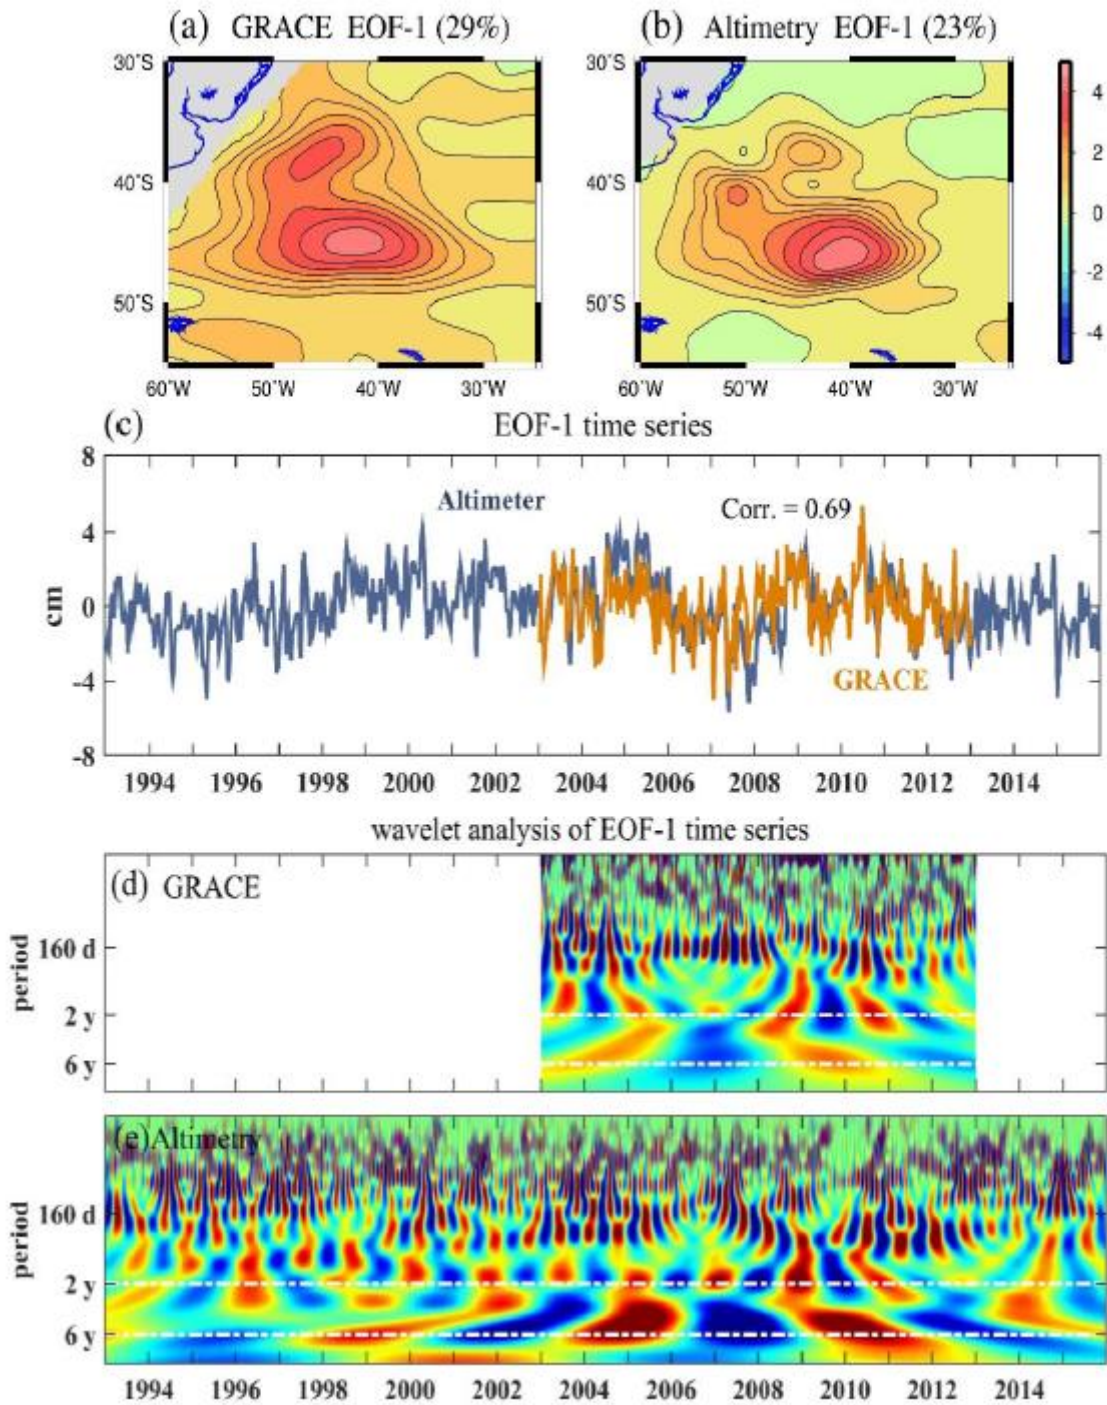 (a) GRACE EOF-1 (29%)
(b) Altimetry EOF-1 (23%)
30°S
40°S
50°S
60°W 50°W 40°W 30°W
30°S
40°S
50°S
60°W 50°W 40°W 30°W
4
2
0
-2
-4
(c) EOF-1 time series
8
4
0
-4
-8
cm
Altimeter
Corr. = 0.69
GRACE
1994 1996 1998 2000 2002 2004 2006 2008 2010 2012 2014
wavelet analysis of EOF-1 time series
(d) GRACE
period
160 d
2 y
6 y
(e)Altimetry
period
160 d
2 y
6 y
1994 1996 1998 2000 2002 2004 2006 2008 2010 2012 2014